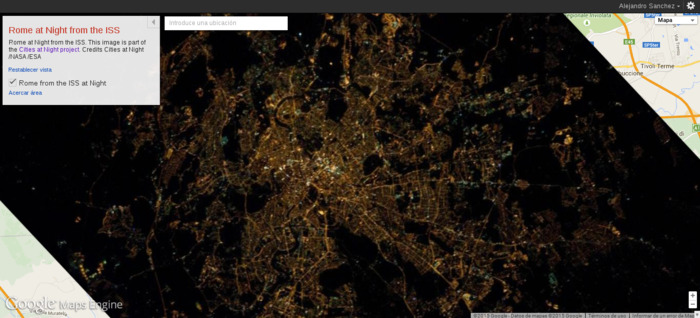 Alejandro Sanchez
Rome at Night from the ISS
Rome at Night from the ISS. This image is part of
the Cities at Night project. Credits Cities at Night
/NASA /ESA
Restablecer vista
Rome from the ISS at Night
Acercar área
Introduce una ubicación
Mapa
Tivoli Terme
Google Maps Engine
©2013 Google - Datos de mapas ©2013 Google
Términos de uso
Informar de un error de Maps